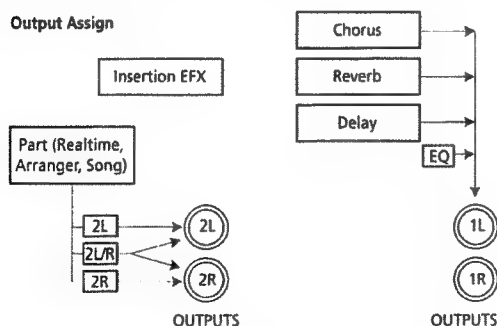 Output Assign
Insertion EFX
Chorus
Reverb
Delay
EQ
Part (Realtime,
Arranger, Song)
2L
2L/R
2R
2L
2R
OUTPUTS
1L
1R
OUTPUTS